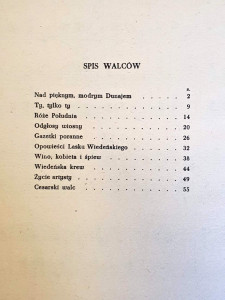 SPIS WALCÓW
s.
Nad pięknym, modrym Dunajem . . 2
Ty, tylko ty . . . . . . . 9
Róże Południa . . . . . . 14
Odgłosy wiosny . . . . . . 20
Gazetki poranne . . . . . . 26
Opowieści Lasku Wiedeńskiego . . 32
Wino, kobieta i śpiew . . . . 38
Wiedeńska krew . . . . . . 44
Życie artysty . . . . . . . 49
Cesarski walc . . . . . . 55